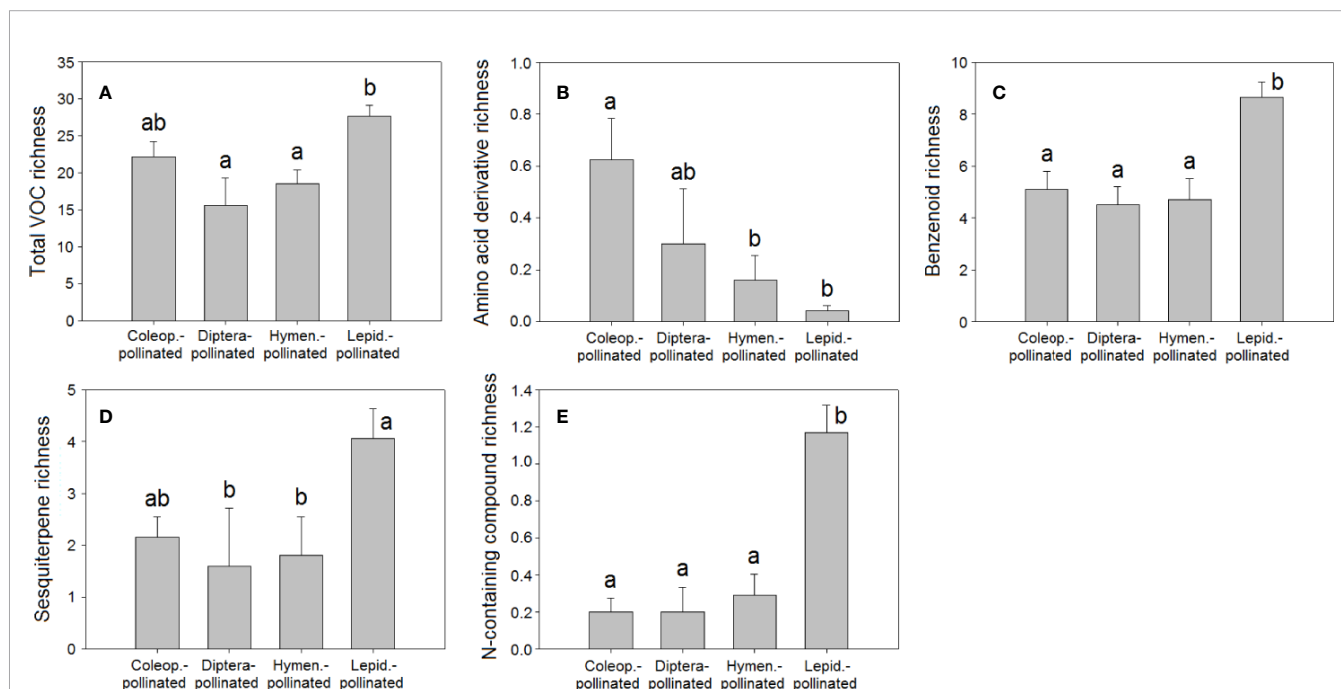 A
Total VOC richness
35
30
25
20
15
10
5
0
ab
a
a
b
Coleop.- Diptera- Hymen.- Lepid.-
pollinated pollinated pollinated pollinated
B
Amino acid derivative richness
1.0
0.8
0.6
0.4
0.2
0.0
a
ab
b
b
Coleop.- Diptera- Hymen.- Lepid.-
pollinated pollinated pollinated pollinated
C
Benzenoid richness
10
8
6
4
2
0
a
a
a
b
Coleop.- Diptera- Hymen.- Lepid.-
pollinated pollinated pollinated pollinated
D
Sesquiterpene richness
5
4
3
2
1
0
ab
b
b
a
Coleop.- Diptera- Hymen.- Lepid.-
pollinated pollinated pollinated pollinated
E
N-containing compound richness
1.4
1.2
1.0
0.8
0.6
0.4
0.2
0.0
a
a
a
b
Coleop.- Diptera- Hymen.- Lepid.-
pollinated pollinated pollinated pollinated